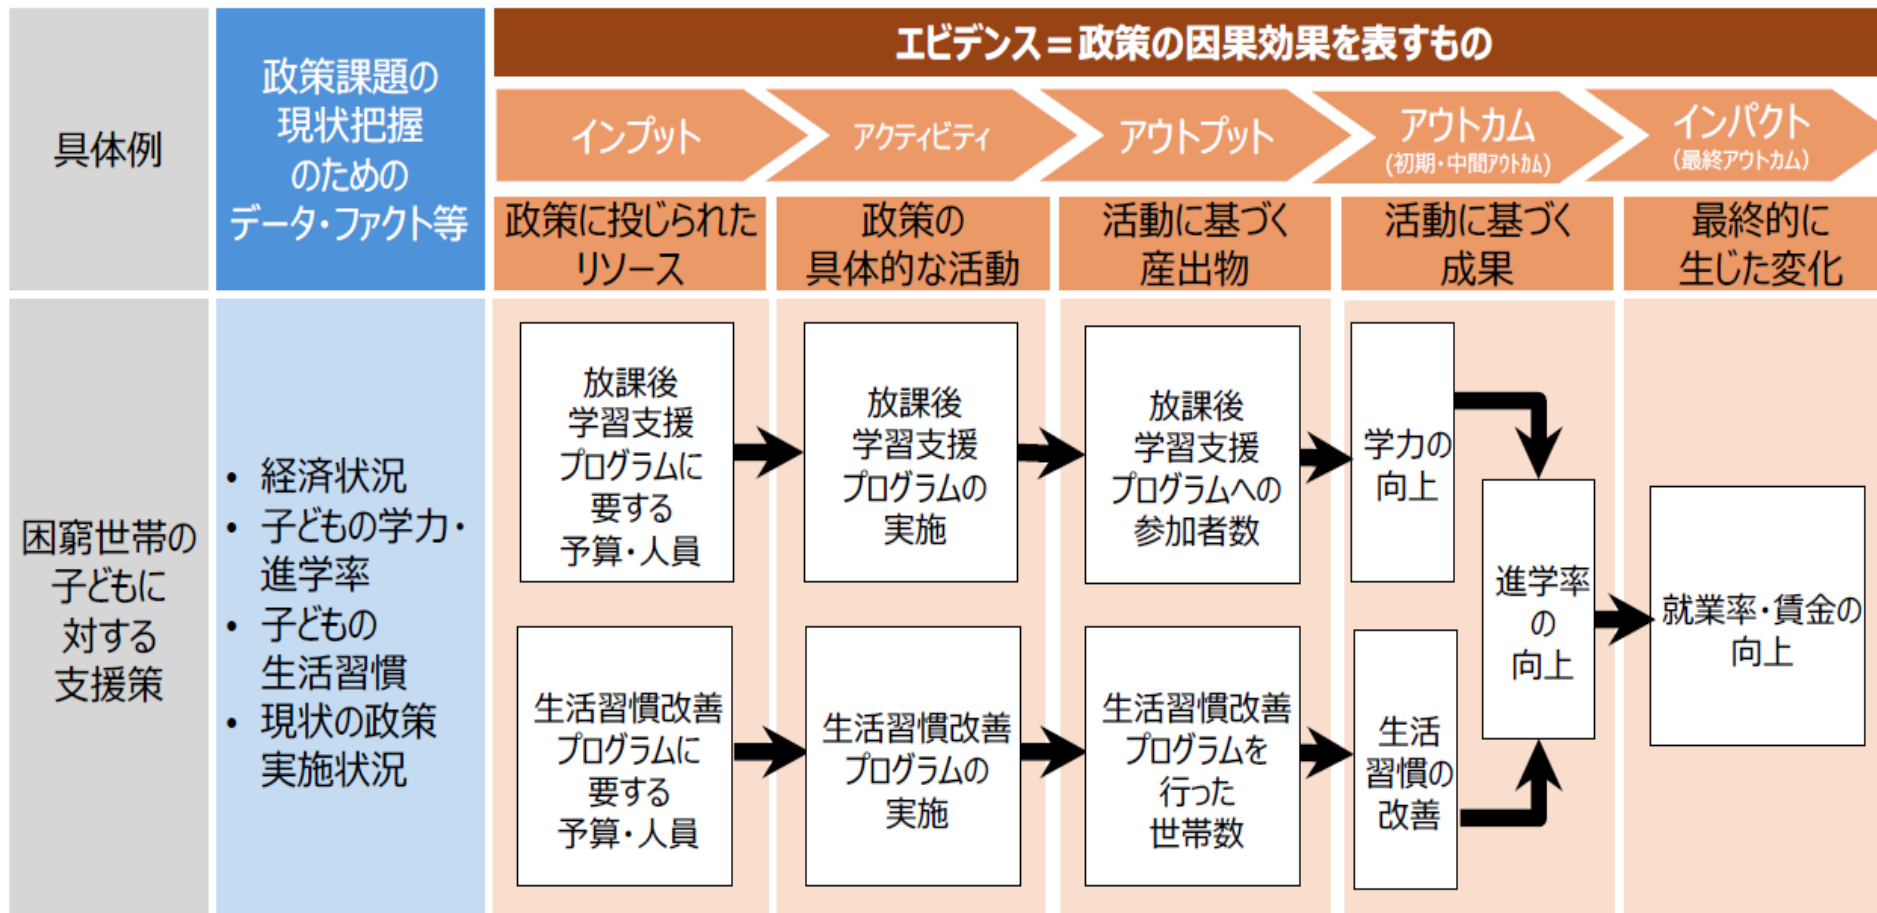 具体例
政策課題の
現状把握
のための
データ・ファクト等
エビデンス＝政策の因果効果を表すもの
インプット
アクティビティ
アウトプット
アウトカム
(初期・中間アウトカム)
インパクト
(最終アウトカム)
政策に投じられた
リソース
政策の
具体的な活動
活動に基づく
産出物
活動に基づく
成果
最終的に
生じた変化
困窮世帯の
子どもに
対する
支援策
• 経済状況
• 子どもの学力・
進学率
• 子どもの
生活習慣
• 現状の政策
実施状況
放課後
学習支援
プログラムに
要する
予算・人員
放課後
学習支援
プログラムの
実施
放課後
学習支援
プログラムへの
参加者数
学力の
向上
生活習慣改善
プログラムに
要する
予算・人員
生活習慣改善
プログラムの
実施
生活習慣改善
プログラムを
行った
世帯数
生活
習慣の
改善
進学率
の
向上
就業率・賃金の
向上